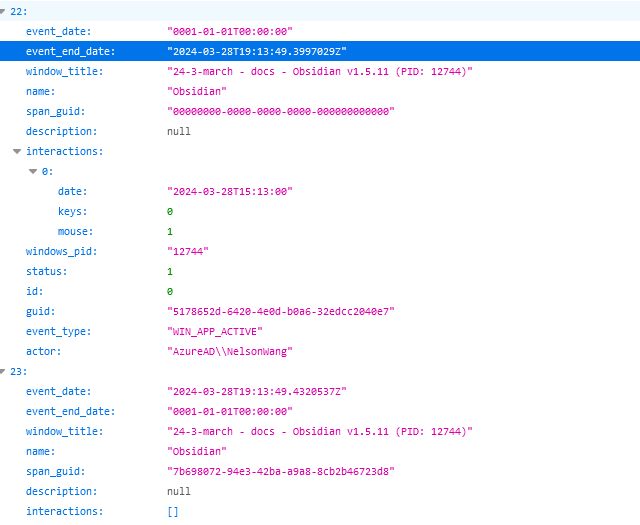 22:
event_date: "0001-01-01T00:00:00"
event_end_date: "2024-03-28T19:13:49.3997029Z"
window_title: "24-3-march - docs - Obsidian v1.5.11 (PID: 12744)"
name: "Obsidian"
span_guid: "00000000-0000-0000-0000-000000000000"
description: null
interactions:
0:
date: "2024-03-28T15:13:00"
keys: 0
mouse: 1
windows_pid: "12744"
status: 1
id: 0
guid: "5178652d-6420-4e0d-b0a6-32edcc2040e7"
event_type: "WIN_APP_ACTIVE"
actor: "AzureAD\\NelsonWang"
23:
event_date: "2024-03-28T19:13:49.4320537Z"
event_end_date: "0001-01-01T00:00:00"
window_title: "24-3-march - docs - Obsidian v1.5.11 (PID: 12744)"
name: "Obsidian"
span_guid: "7b698072-94e3-42ba-a9a8-8cb2b46723d8"
description: null
interactions: []